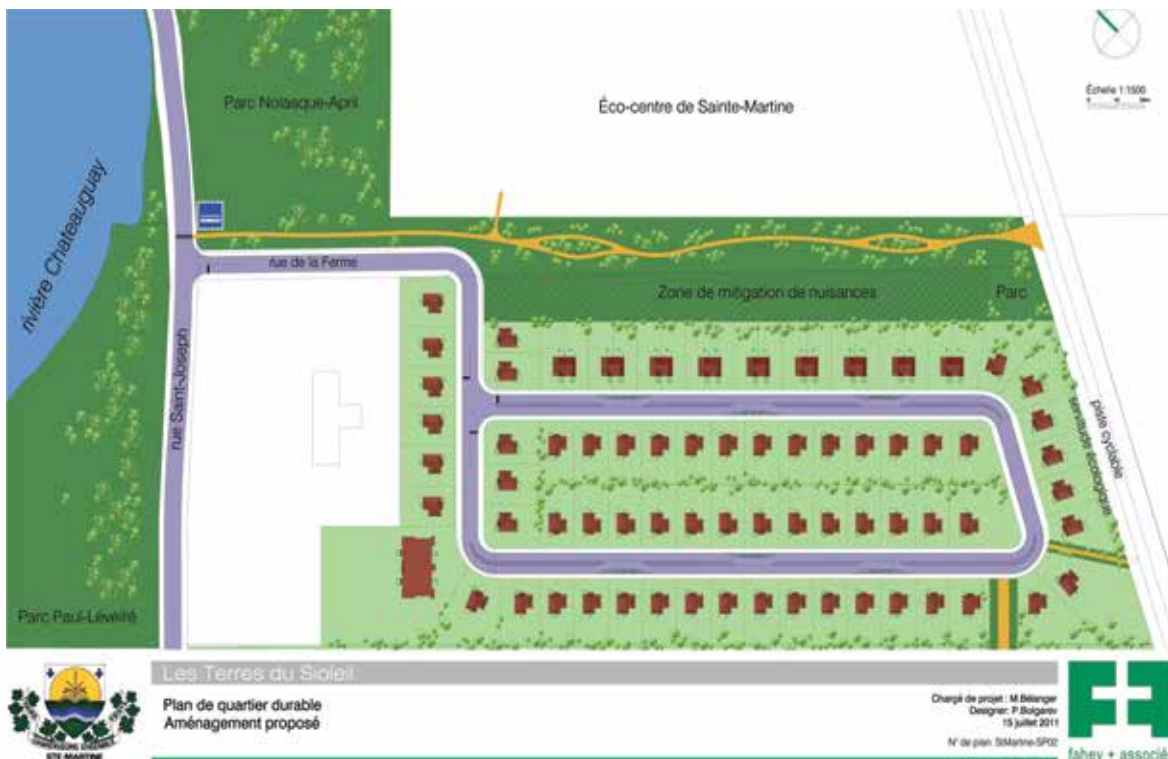 Parc Nolasque-April
Éco-centre de Sainte-Martine
Échelle 1:1500
rivière Chateauguay
rue de la Ferme
Zone de mitigation de nuisances
Parc
rue Saint-Joseph
piste cyclable
servitude écologique
Parc Paul-Léveillé
Les Terres du Sioleil
Plan de quartier durable
Aménagement proposé
Chargé de projet : M.Bélanger
Designer: P.Bolgarev
15 juillet 2011
N° de plan: StMartine-SP02
STE-MARTINE
fahey + associé